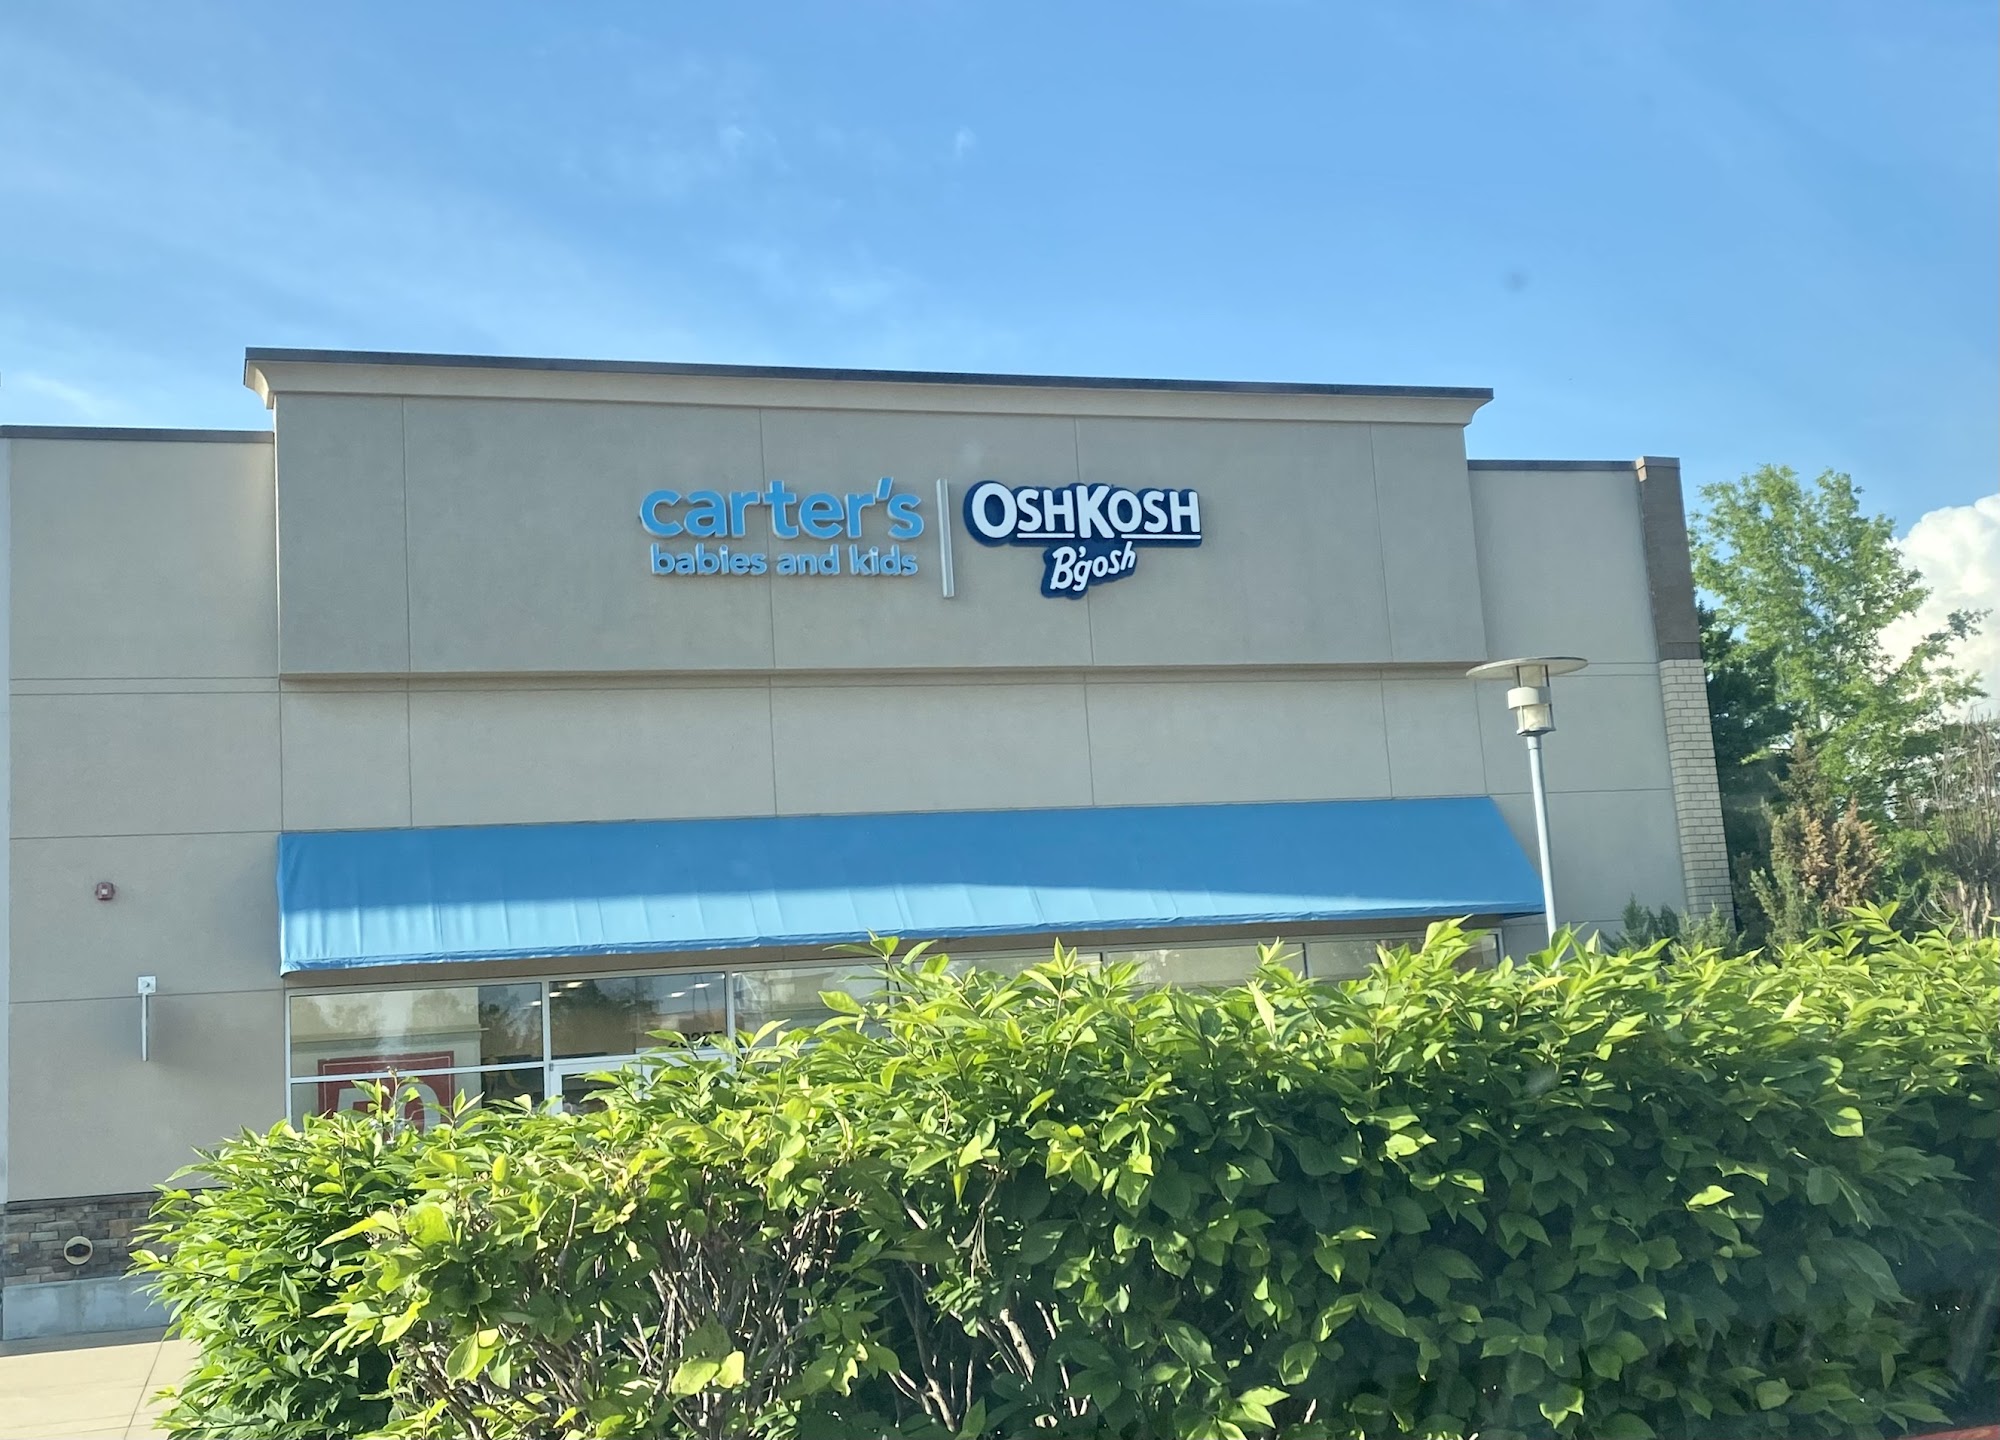 carter's
babies and kids
OSHKOSH
B'gosh